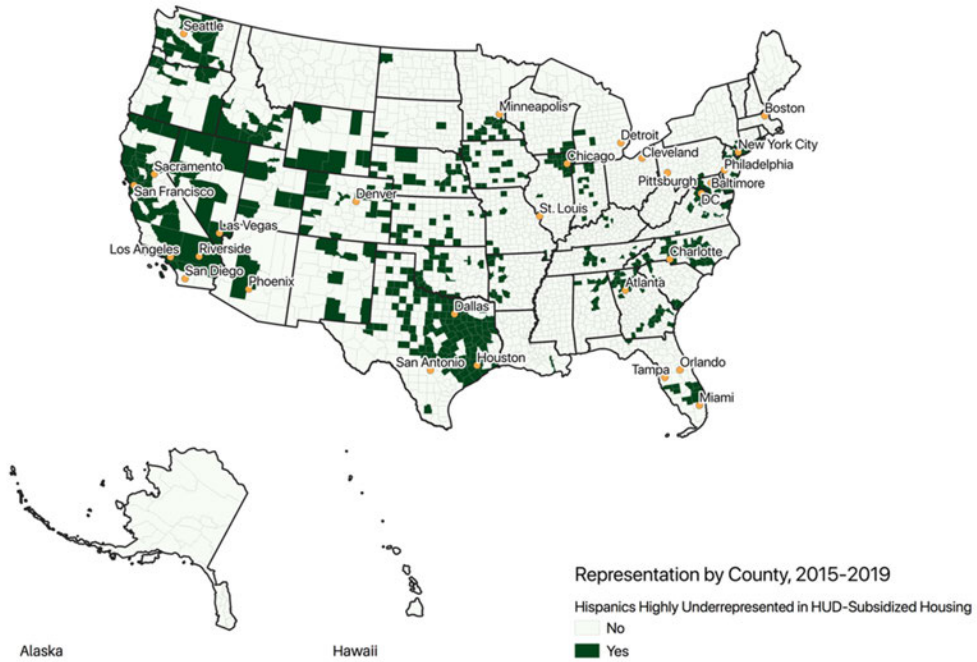 Seattle
Minneapolis
Boston
Detroit
New York City
Cleveland
Chicago
Philadelphia
Sacramento
Pittsburgh
Baltimore
San Francisco
Denver
DC
St. Louis
Las Vegas
Los Angeles
Riverside
Charlotte
San Diego
Phoenix
Atlanta
Dallas
San Antonio
Houston
Tampa
Orlando
Miami
Representation by County, 2015-2019
Hispanics Highly Underrepresented in HUD-Subsidized Housing
No
Yes
Alaska
Hawaii